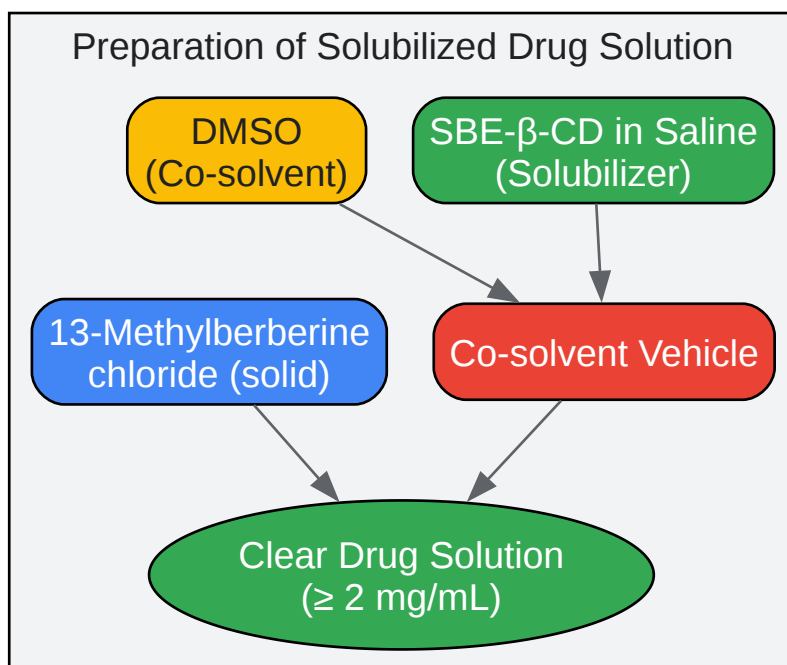 Preparation of Solubilized Drug Solution
DMSO
(Co-solvent)
SBE-β-CD in Saline
(Solubilizer)
13-Methylberberine
chloride (solid)
Co-solvent Vehicle
Clear Drug Solution
(≥ 2 mg/mL)